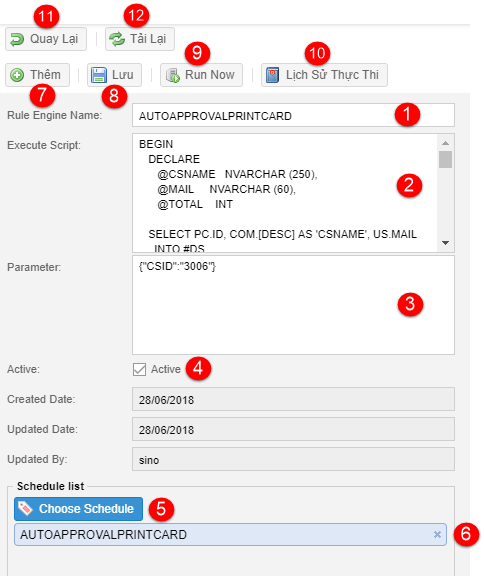 11 12
Quay Lại Tải Lại
9 10
Thêm Lưu Run Now Lịch Sử Thực Thi
7 8
Rule Engine Name: AUTOAPPROVALPRINTCARD 1
Execute Script: BEGIN
DECLARE
@CSNAME NVARCHAR (250),
@MAIL NVARCHAR (60), 2
@TOTAL INT
SELECT PC.ID, COM.[DESC] AS 'CSNAME', US.MAIL
INTO #DS
Parameter: {"CSID":"3006"}
3
Active: Active 4
Created Date: 28/06/2018
Updated Date: 28/06/2018
Updated By: sino
Schedule list
Choose Schedule 5
AUTOAPPROVALPRINTCARD × 6